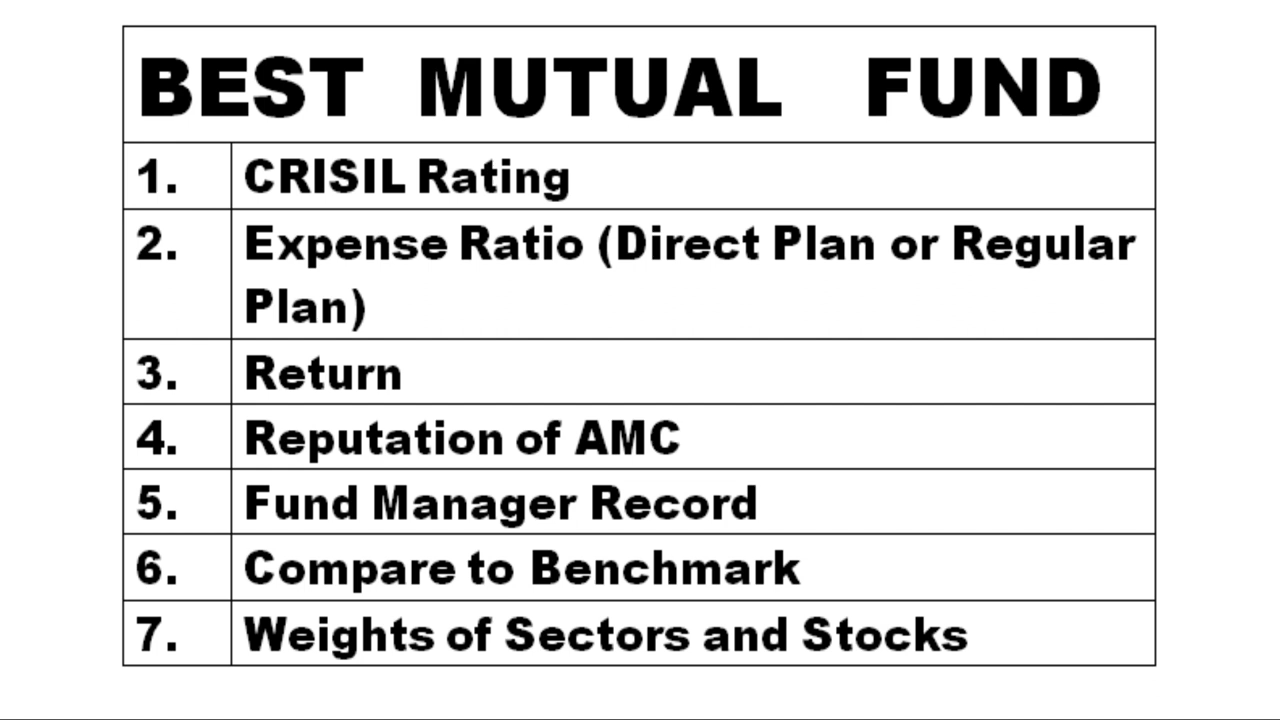 BEST MUTUAL FUND
1. CRISIL Rating
2. Expense Ratio (Direct Plan or Regular
Plan)
3. Return
4. Reputation of AMC
5. Fund Manager Record
6. Compare to Benchmark
7. Weights of Sectors and Stocks